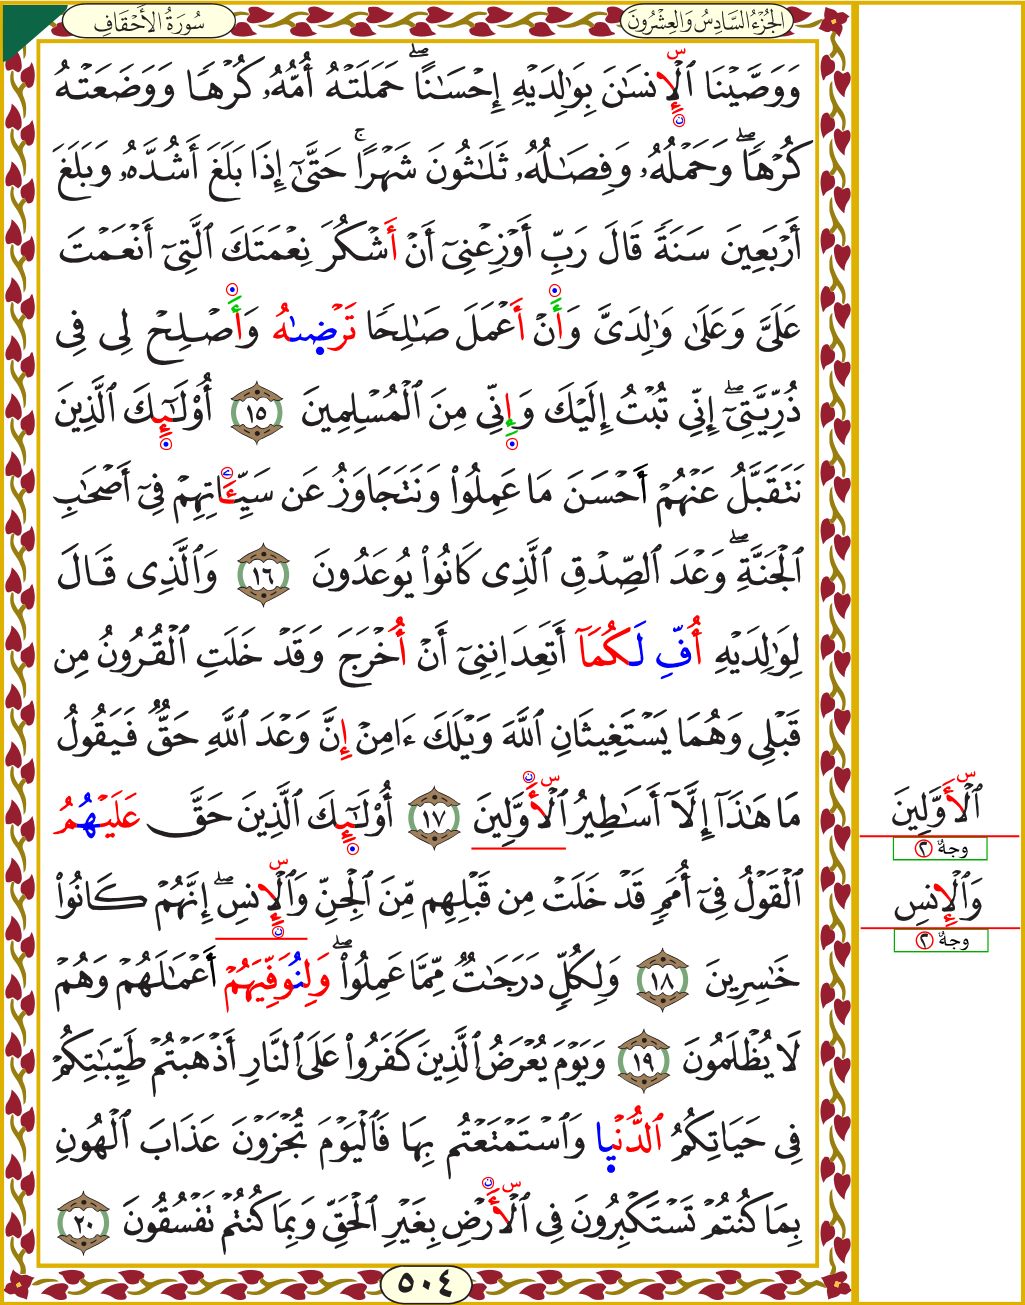 سُورَةُ الأَحْقَافِ
الجُزْءُ السَّادِسُ وَالعِشْرُونَ
وَوَصَّيْنَا ٱلْإِنسَٰنَ بِوَٰلِدَيْهِ إِحْسَٰنًاۖ حَمَلَتْهُ أُمُّهُۥ كُرْهًا وَوَضَعَتْهُ
كُرْهًاۖ وَحَمْلُهُۥ وَفِصَٰلُهُۥ ثَلَٰثُونَ شَهْرًاۚ حَتَّىٰٓ إِذَا بَلَغَ أَشُدَّهُۥ وَبَلَغَ
أَرْبَعِينَ سَنَةً قَالَ رَبِّ أَوْزِعْنِىٓ أَنْ أَشْكُرَ نِعْمَتَكَ ٱلَّتِىٓ أَنْعَمْتَ
عَلَىَّ وَعَلَىٰ وَٰلِدَىَّ وَأَنْ أَعْمَلَ صَٰلِحًا تَرْضَىٰهُ وَأَصْلِحْ لِى فِى
ذُرِّيَّتِىٓۖ إِنِّى تُبْتُ إِلَيْكَ وَإِنِّى مِنَ ٱلْمُسْلِمِينَ ١٥ أُو۟لَٰٓئِكَ ٱلَّذِينَ
نَتَقَبَّلُ عَنْهُمْ أَحْسَنَ مَا عَمِلُوا۟ وَنَتَجَاوَزُ عَن سَيِّـَٔاتِهِمْ فِىٓ أَصْحَٰبِ
ٱلْجَنَّةِۖ وَعْدَ ٱلصِّدْقِ ٱلَّذِى كَانُوا۟ يُوعَدُونَ ١٦ وَٱلَّذِى قَالَ
لِوَٰلِدَيْهِ أُفٍّ لَّكُمَآ أَتَعِدَانِنِىٓ أَنْ أُخْرَجَ وَقَدْ خَلَتِ ٱلْقُرُونُ مِن
قَبْلِى وَهُمَا يَسْتَغِيثَانِ ٱللَّهَ وَيْلَكَ ءَامِنْ إِنَّ وَعْدَ ٱللَّهِ حَقٌّ فَيَقُولُ
مَا هَٰذَآ إِلَّآ أَسَٰطِيرُ ٱلْأَوَّلِينَ ١٧ أُو۟لَٰٓئِكَ ٱلَّذِينَ حَقَّ عَلَيْهُمُ
ٱلْقَوْلُ فِىٓ أُمَمٍ قَدْ خَلَتْ مِن قَبْلِهِم مِّنَ ٱلْجِنِّ وَٱلْإِنسِۖ إِنَّهُمْ كَانُوا۟
خَٰسِرِينَ ١٨ وَلِكُلٍّ دَرَجَٰتٌ مِّمَّا عَمِلُوا۟ۖ وَلِنُوَفِّيَهُمْ أَعْمَٰلَهُمْ وَهُمْ
لَا يُظْلَمُونَ ١٩ وَيَوْمَ يُعْرَضُ ٱلَّذِينَ كَفَرُوا۟ عَلَى ٱلنَّارِ أَذْهَبْتُمْ طَيِّبَٰتِكُمْ
فِى حَيَاتِكُمُ ٱلدُّنْيَا وَٱسْتَمْتَعْتُم بِهَا فَٱلْيَوْمَ تُجْزَوْنَ عَذَابَ ٱلْهُونِ
بِمَا كُنتُمْ تَسْتَكْبِرُونَ فِى ٱلْأَرْضِ بِغَيْرِ ٱلْحَقِّ وَبِمَا كُنتُمْ تَفْسُقُونَ ٢٠
٥٠٤
ٱلْأَوَّلِينَ
وجهٌ ٢
وَٱلْإِنسِ
وجهٌ ٢